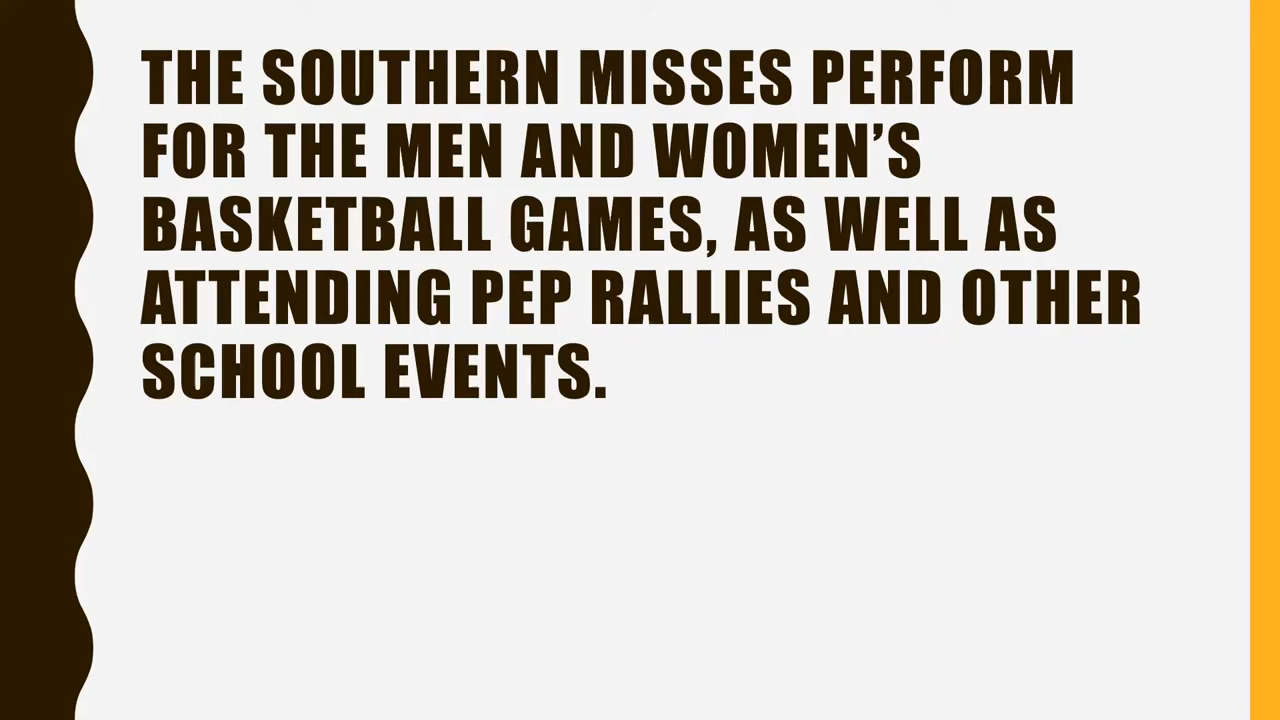 THE SOUTHERN MISSES PERFORM
FOR THE MEN AND WOMEN’S
BASKETBALL GAMES, AS WELL AS
ATTENDING PEP RALLIES AND OTHER
SCHOOL EVENTS.